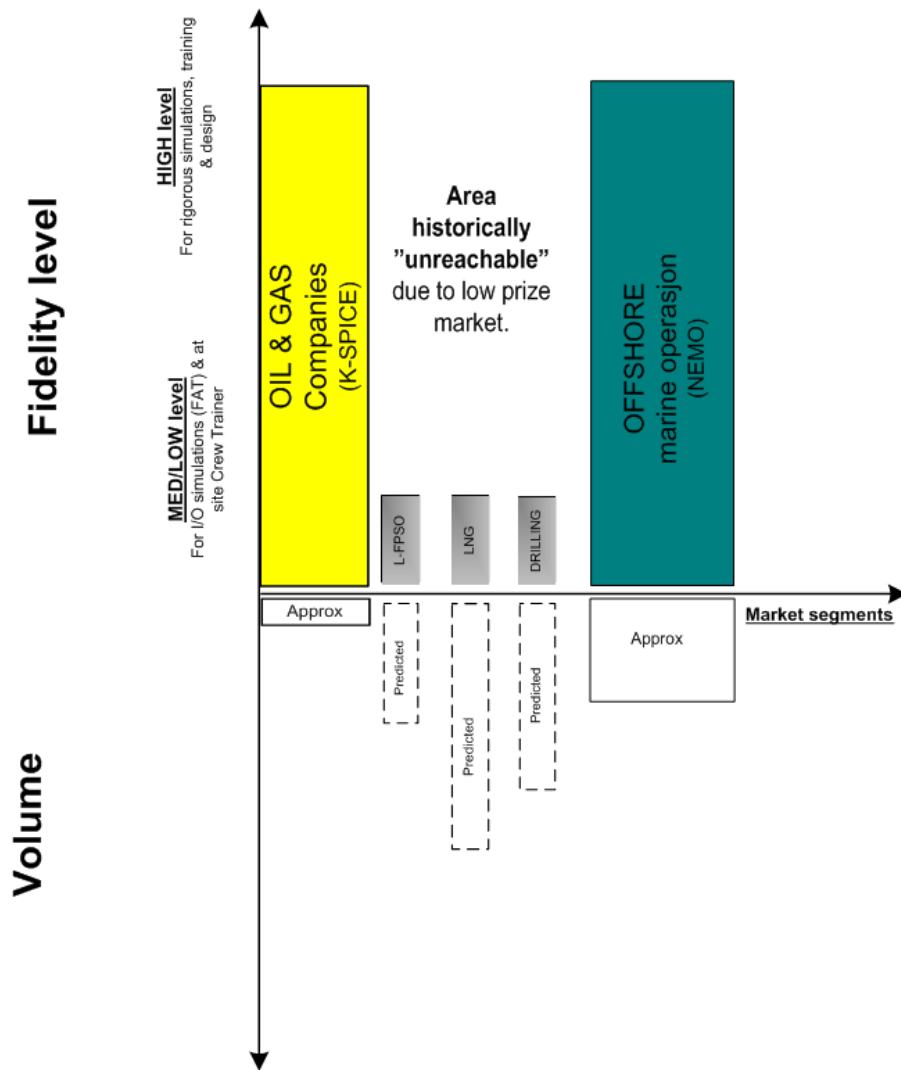 Fidelity level
HIGH level
For rigorous simulations, training
& design
MED/LOW level
For I/O simulations (FAT) & at
site Crew Trainer
OIL & GAS
Companies
(K-SPICE)
Area
historically
"unreachable"
due to low prize
market.
OFFSHORE
marine operasjon
(NEMO)
L-FPSO
LNG
DRILLING
Market segments
Volume
Approx
Predicted
Predicted
Predicted
Approx